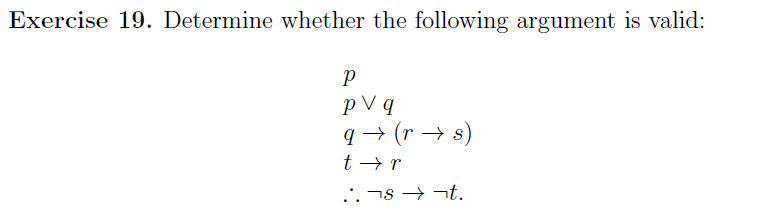 Exercise 19. Determine whether the following argument is valid:
p
p ∨ q
q → (r → s)
t → r
∴ ¬s → ¬t.